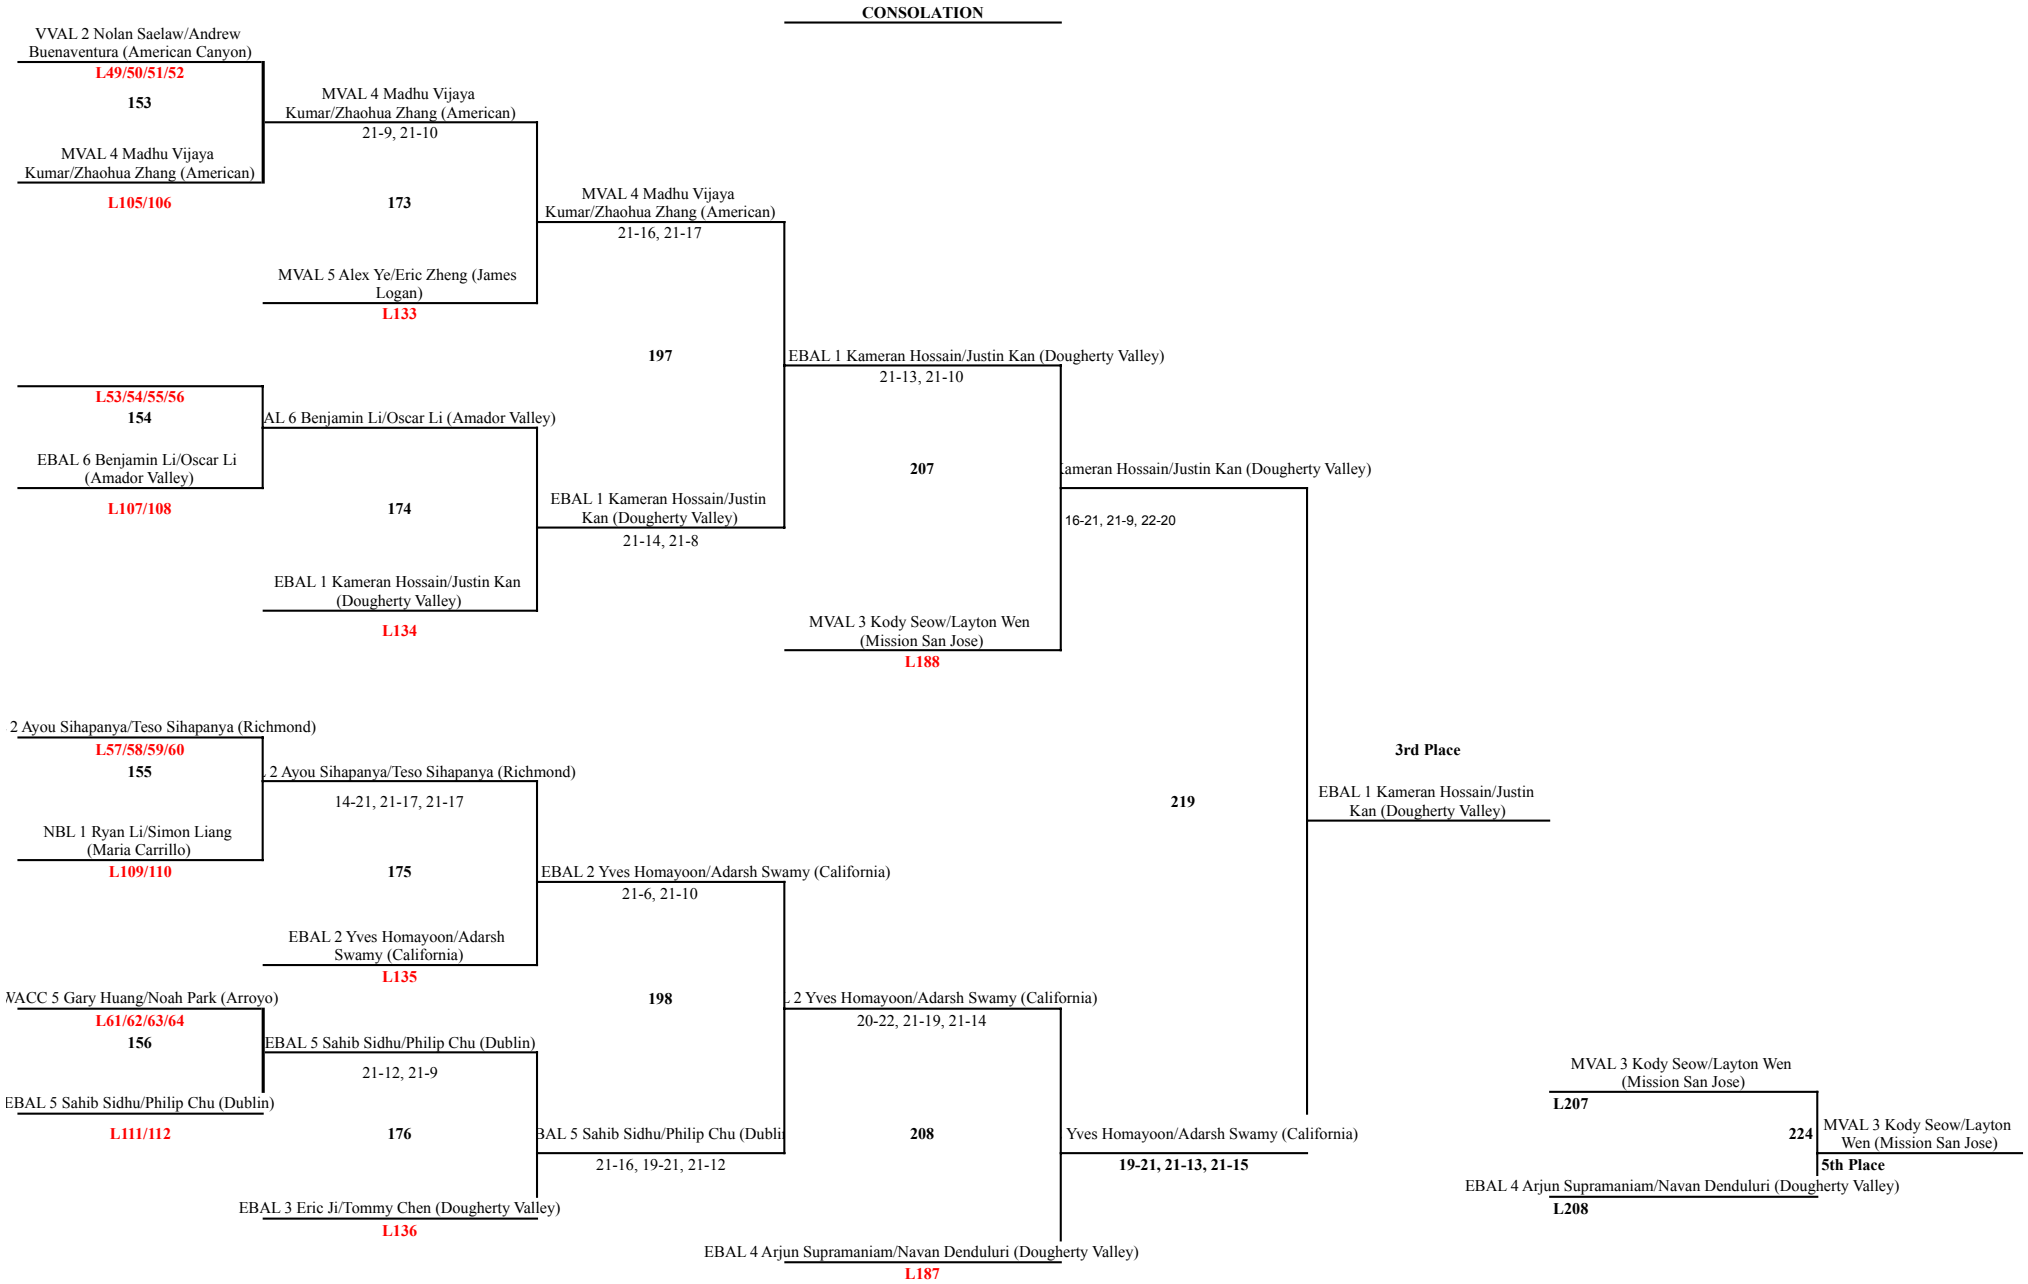 CONSOLATION
VVAL 2 Nolan Saelaw/Andrew
Buenaventura (American Canyon)
L49/50/51/52
153
MVAL 4 Madhu Vijaya
Kumar/Zhaohua Zhang (American)
21-9, 21-10
MVAL 4 Madhu Vijaya
Kumar/Zhaohua Zhang (American)
L105/106
173
MVAL 4 Madhu Vijaya
Kumar/Zhaohua Zhang (American)
21-16, 21-17
MVAL 5 Alex Ye/Eric Zheng (James
Logan)
L133
197
EBAL 1 Kameran Hossain/Justin Kan (Dougherty Valley)
21-13, 21-10
L53/54/55/56
154
AL 6 Benjamin Li/Oscar Li (Amador Valley)
EBAL 6 Benjamin Li/Oscar Li
(Amador Valley)
L107/108
174
EBAL 1 Kameran Hossain/Justin
Kan (Dougherty Valley)
21-14, 21-8
207
Kameran Hossain/Justin Kan (Dougherty Valley)
16-21, 21-9, 22-20
EBAL 1 Kameran Hossain/Justin Kan
(Dougherty Valley)
L134
MVAL 3 Kody Seow/Layton Wen
(Mission San Jose)
L188
2 Ayou Sihapanya/Teso Sihapanya (Richmond)
L57/58/59/60
155
2 Ayou Sihapanya/Teso Sihapanya (Richmond)
14-21, 21-17, 21-17
NBL 1 Ryan Li/Simon Liang
(Maria Carrillo)
L109/110
175
EBAL 2 Yves Homayoon/Adarsh Swamy (California)
21-6, 21-10
219
3rd Place
EBAL 1 Kameran Hossain/Justin
Kan (Dougherty Valley)
EBAL 2 Yves Homayoon/Adarsh
Swamy (California)
L135
WACC 5 Gary Huang/Noah Park (Arroyo)
L61/62/63/64
156
198
L 2 Yves Homayoon/Adarsh Swamy (California)
20-22, 21-19, 21-14
EBAL 5 Sahib Sidhu/Philip Chu (Dublin)
21-12, 21-9
EBAL 5 Sahib Sidhu/Philip Chu (Dublin)
L111/112
176
BAL 5 Sahib Sidhu/Philip Chu (Dubli
21-16, 19-21, 21-12
208
Yves Homayoon/Adarsh Swamy (California)
19-21, 21-13, 21-15
EBAL 3 Eric Ji/Tommy Chen (Dougherty Valley)
L136
EBAL 4 Arjun Supramaniam/Navan Denduluri (Dougherty Valley)
L187
MVAL 3 Kody Seow/Layton Wen
(Mission San Jose)
L207
224
MVAL 3 Kody Seow/Layton
Wen (Mission San Jose)
5th Place
EBAL 4 Arjun Supramaniam/Navan Denduluri (Dougherty Valley)
L208